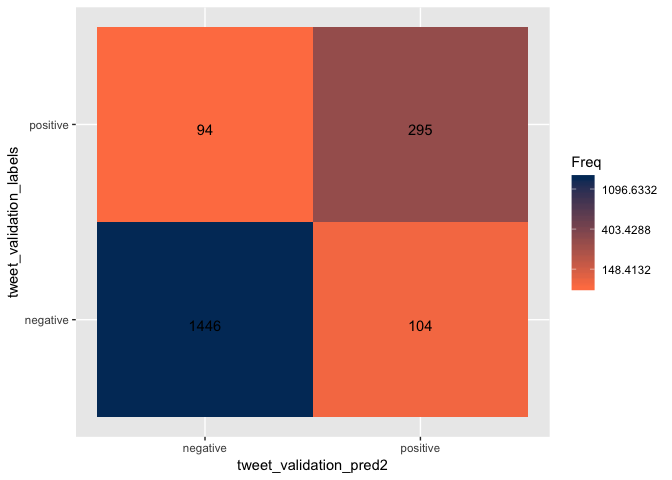 positive
94
295
tweet_validation_labels
negative
1446
104
negative
positive
tweet_validation_pred2
Freq
1096.6332
403.4288
148.4132